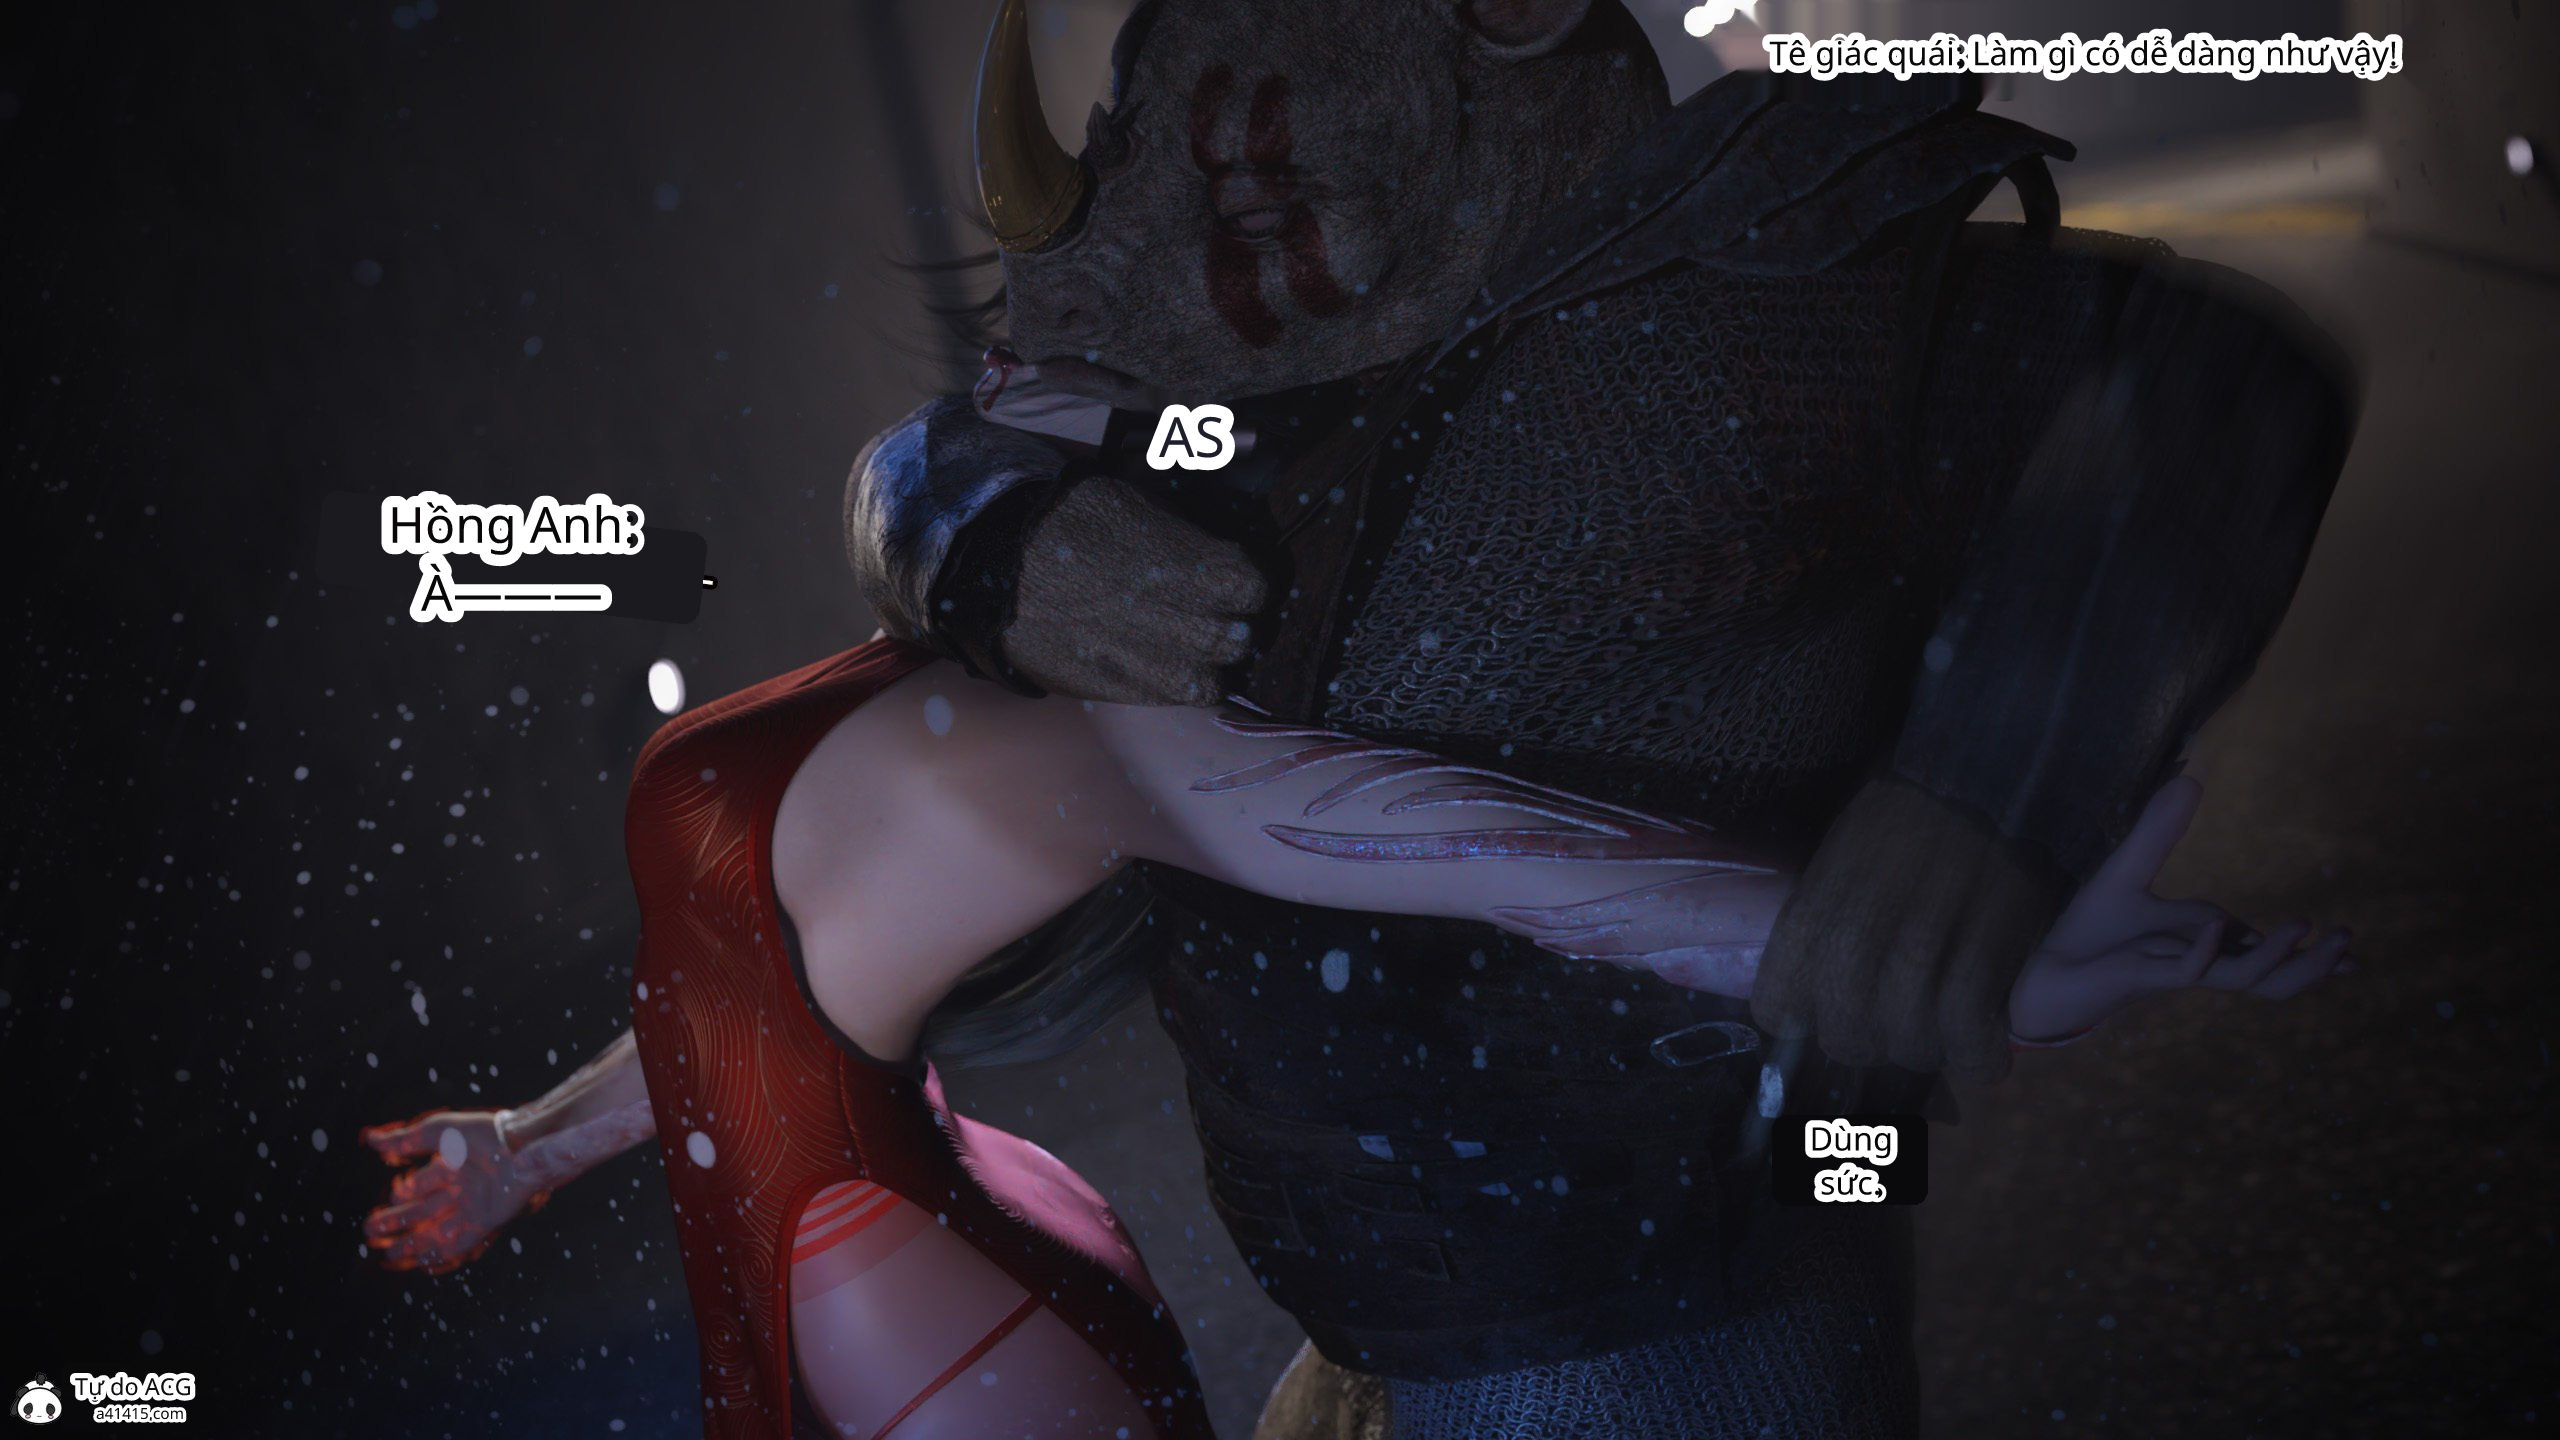 Tê giác quái: Làm gì có dễ dàng như vậy!
AS
Hồng Anh:
À———
Dùng
sức.
Tự do ACG
a41415.com